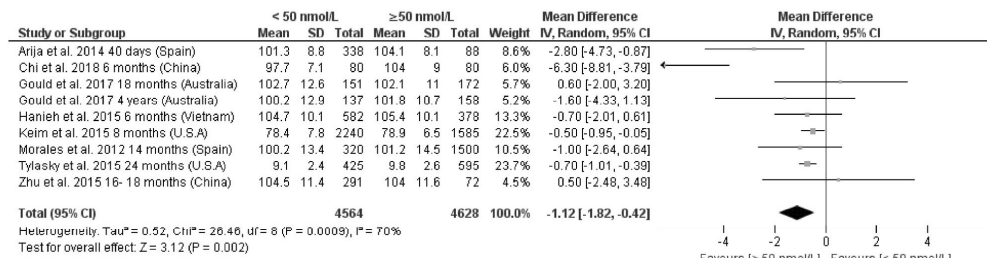 < 50 nmol/L ≥50 nmol/L Mean Difference Mean Difference
Study or Subgroup Mean SD Total Mean SD Total Weight IV, Random, 95% CI IV, Random, 95% CI
Arija et al. 2014 40 days (Spain) 101.3 8.8 338 104.1 8.1 88 8.6% -2.80 [-4.73, -0.87]
Chi et al. 2018 6 months (China) 97.7 7.1 80 104 9 80 6.0% -6.30 [-8.81, -3.79]
Gould et al. 2017 18 months (Australia) 102.7 12.6 151 102.1 11 172 5.7% 0.60 [-2.00, 3.20]
Gould et al. 2017 4 years (Australia) 100.2 12.9 137 101.8 10.7 158 5.2% -1.60 [-4.33, 1.13]
Hanieh et al. 2015 6 months (Vietnam) 104.7 10.1 582 105.4 10.1 378 13.3% -0.70 [-2.01, 0.61]
Keim et al. 2015 8 months (U.S.A) 78.4 7.8 2240 78.9 6.5 1585 22.5% -0.50 [-0.95, -0.05]
Morales et al. 2012 14 months (Spain) 100.2 13.4 320 101.2 14.5 1500 10.5% -1.00 [-2.64, 0.64]
Tylasky et al. 2015 24 months (U.S.A) 9.1 2.4 425 9.8 2.6 595 23.7% -0.70 [-1.01, -0.39]
Zhu et al. 2015 16- 18 months (China) 104.5 11.4 291 104 11.6 72 4.5% 0.50 [-2.48, 3.48]
Total (95% CI) 4564 4628 100.0% -1.12 [-1.82, -0.42]
Heterogeneity: Tau² = 0.52, Chi² = 26.46, df = 8 (P = 0.0009), I² = 70%
Test for overall effect: Z = 3.12 (P = 0.002)
-4 -2 0 2 4
Favours [≥50 nmol/L] Favours [<50 nmol/L]